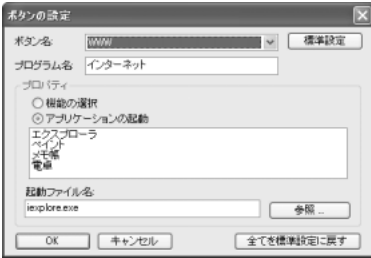 ボタンの設定
ボタン名: WWW 標準設定
プログラム名 インターネット
プロパティ
機能の選択
アプリケーションの起動
エクスプローラ
ペイント
メモ帳
電卓
起動ファイル名:
iexplore.exe 参照 ...
OK キャンセル 全てを標準設定に戻す